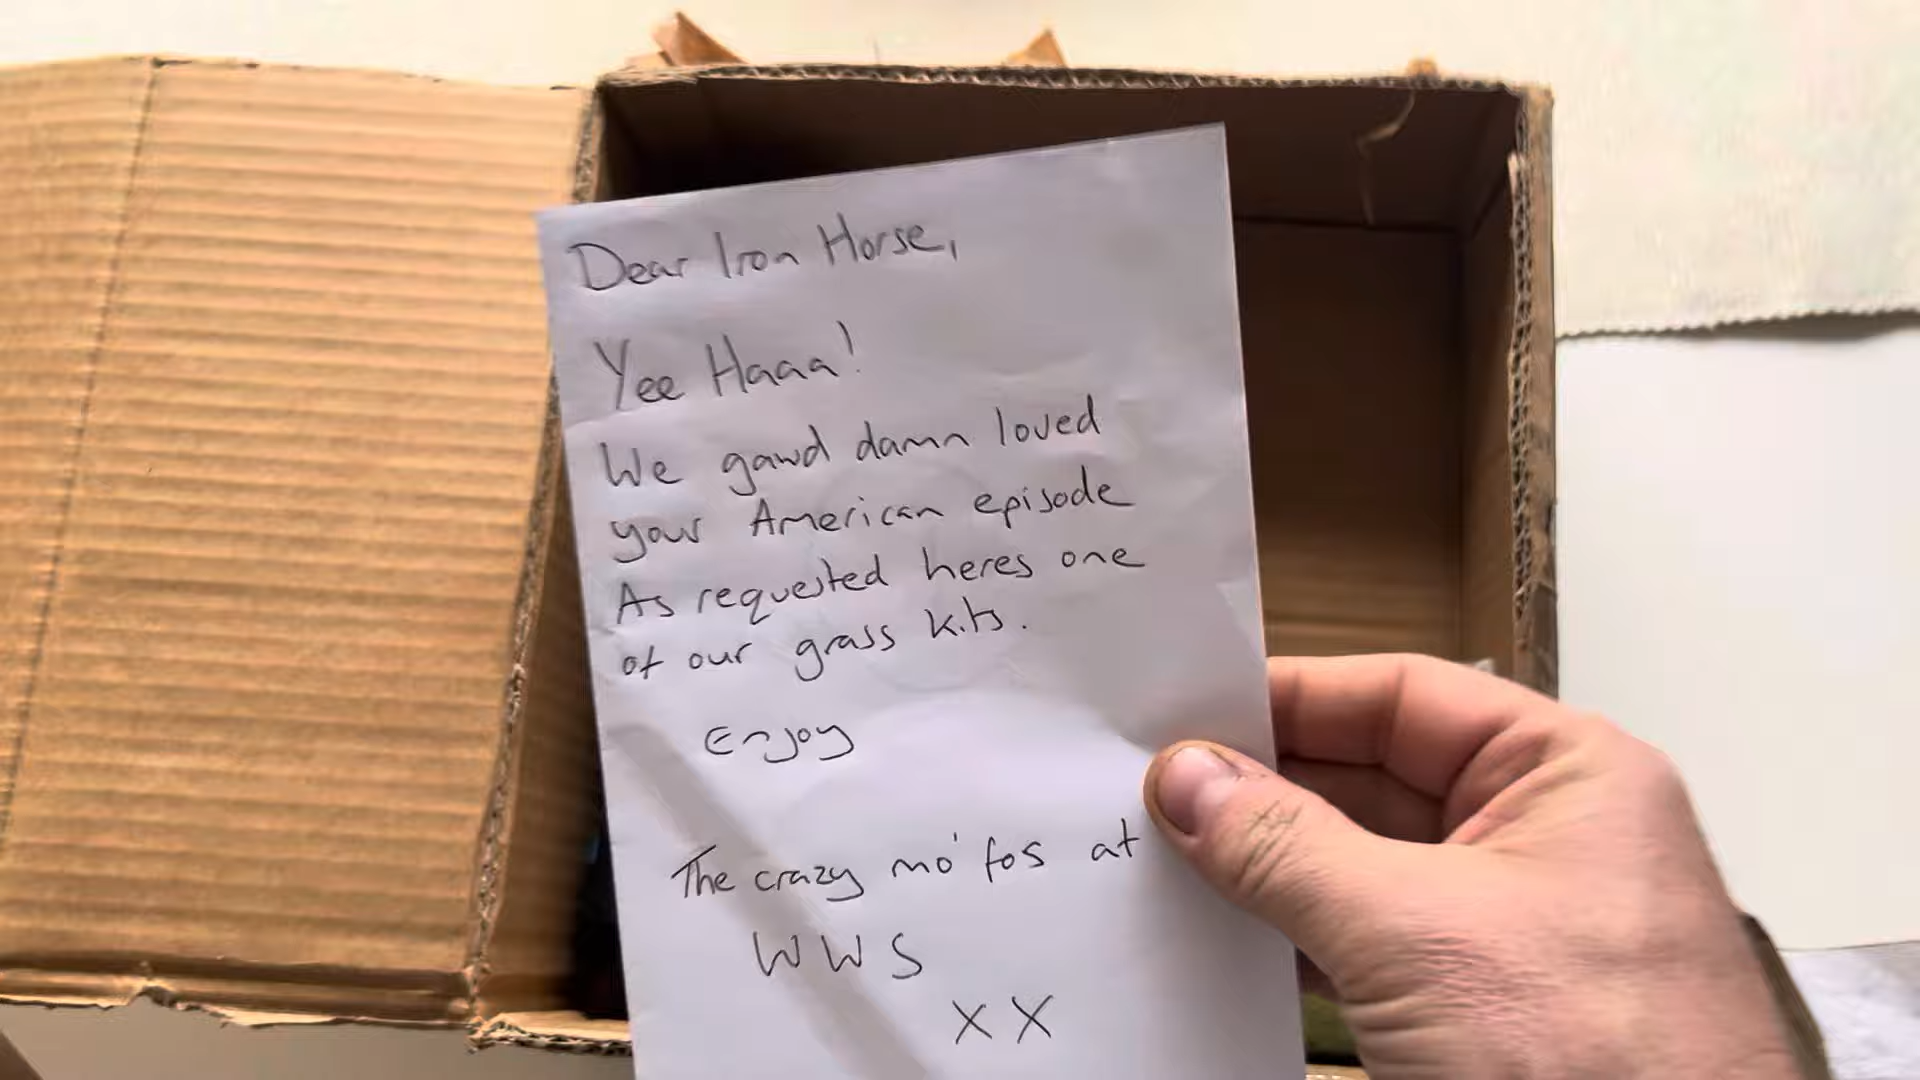 Dear Iron Horse,
Yee Haaa!
We gawd damn loved
your American episode
As requested heres one
of our grass kits.
Enjoy
The crazy mo' fos at
WWS
XX